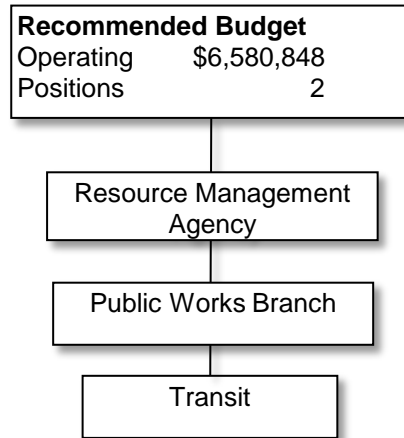 Recommended Budget
Operating $6,580,848
Positions 2
Resource Management
Agency
Public Works Branch
Transit